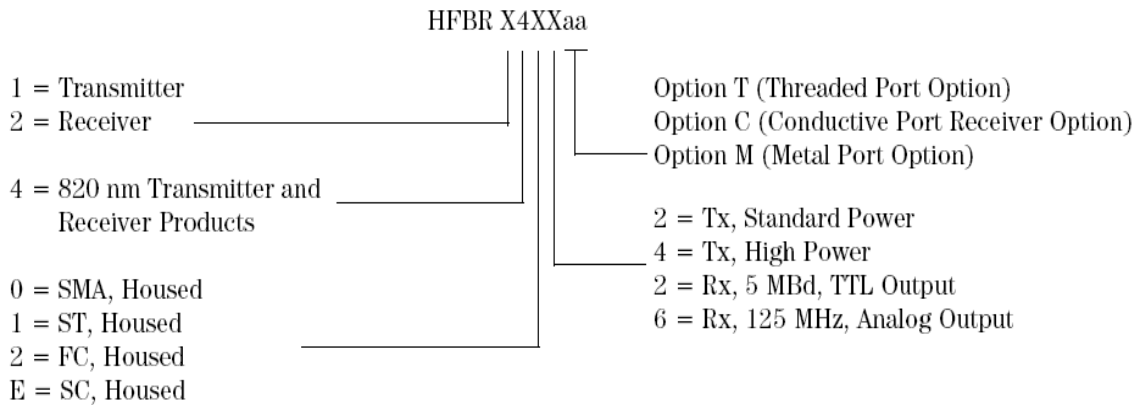 HFBR X4XXaa
1 = Transmitter
2 = Receiver
4 = 820 nm Transmitter and
Receiver Products
0 = SMA, Housed
1 = ST, Housed
2 = FC, Housed
E = SC, Housed
Option T (Threaded Port Option)
Option C (Conductive Port Receiver Option)
Option M (Metal Port Option)
2 = Tx, Standard Power
4 = Tx, High Power
2 = Rx, 5 MBd, TTL Output
6 = Rx, 125 MHz, Analog Output